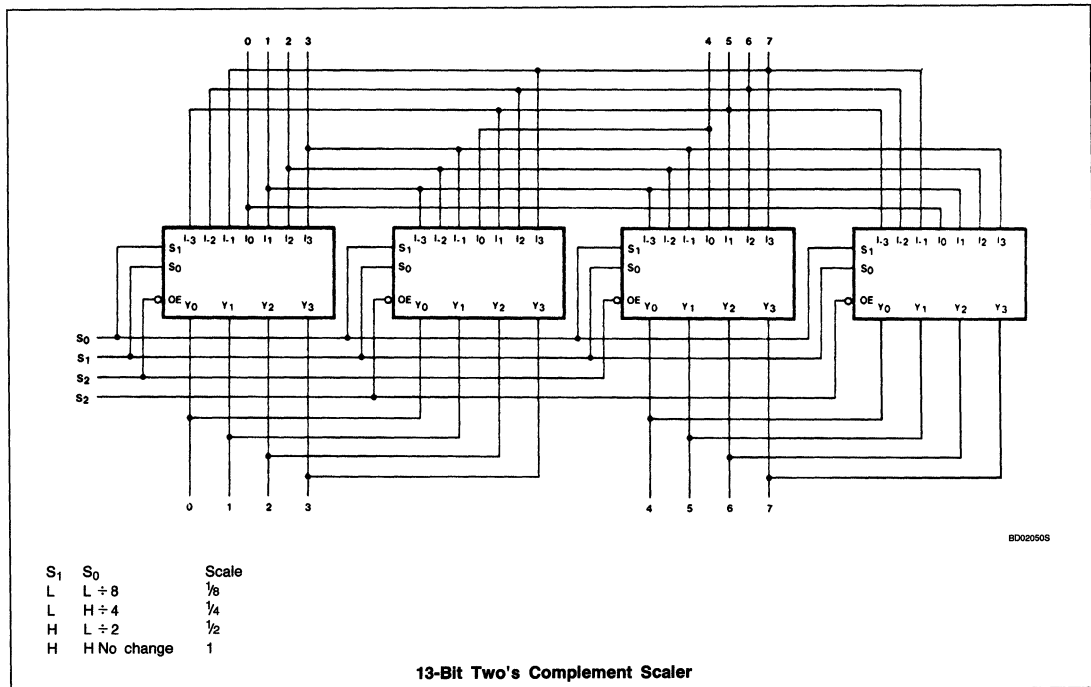 0 1 2 3 4 5 6 7
I-3 I-2 I-1 I0 I1 I2 I3 I-3 I-2 I-1 I0 I1 I2 I3 I-3 I-2 I-1 I0 I1 I2 I3 I-3 I-2 I-1 I0 I1 I2 I3
S1 S1 S1 S1
S0 S0 S0 S0
OE Y0 Y1 Y2 Y3 OE Y0 Y1 Y2 Y3 OE Y0 Y1 Y2 Y3 OE Y0 Y1 Y2 Y3
S0
S1
S2
S2
0 1 2 3 4 5 6 7
BD02050S
S1 S0 Scale
L L ÷ 8 1/8
L H ÷ 4 1/4
H L ÷ 2 1/2
H H No change 1
13-Bit Two's Complement Scaler